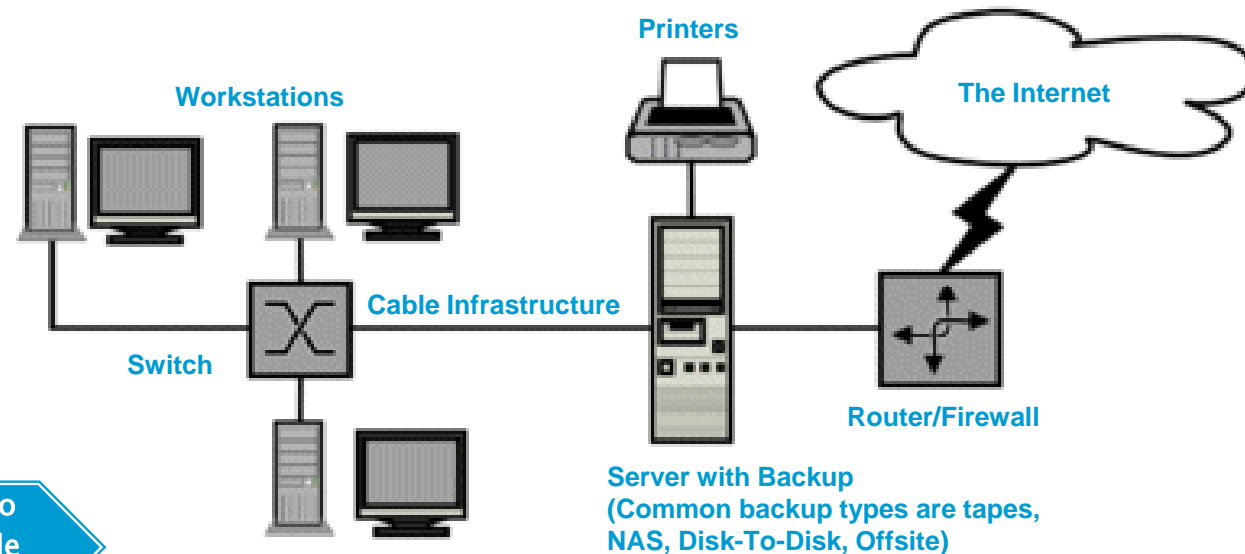 Printers
The Internet
Workstations
Cable Infrastructure
Switch
Router/Firewall
Server with Backup
(Common backup types are tapes,
NAS, Disk-To-Disk, Offsite)